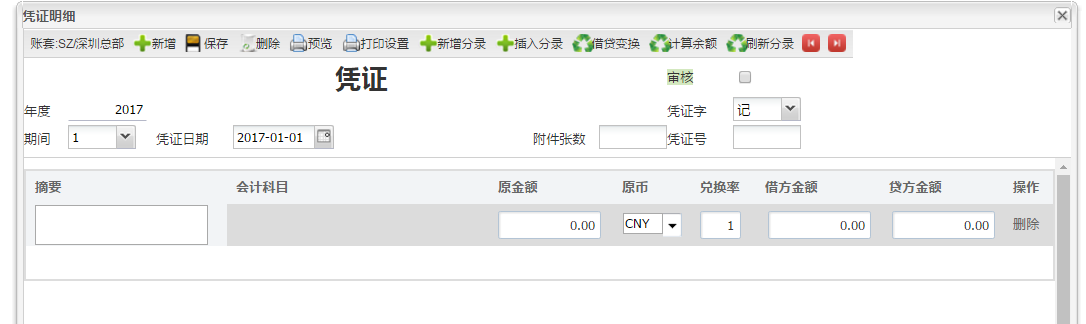 凭证明细
账套:SZ/深圳总部 新增 保存 删除 预览 打印设置 新增分录 插入分录 借贷变换 计算余额 刷新分录
凭证 审核
年度 2017 凭证字 记
期间 1 凭证日期 2017-01-01 附件张数 凭证号
摘要 会计科目 原金额 原币 兑换率 借方金额 贷方金额 操作
0.00 CNY 1 0.00 0.00 删除